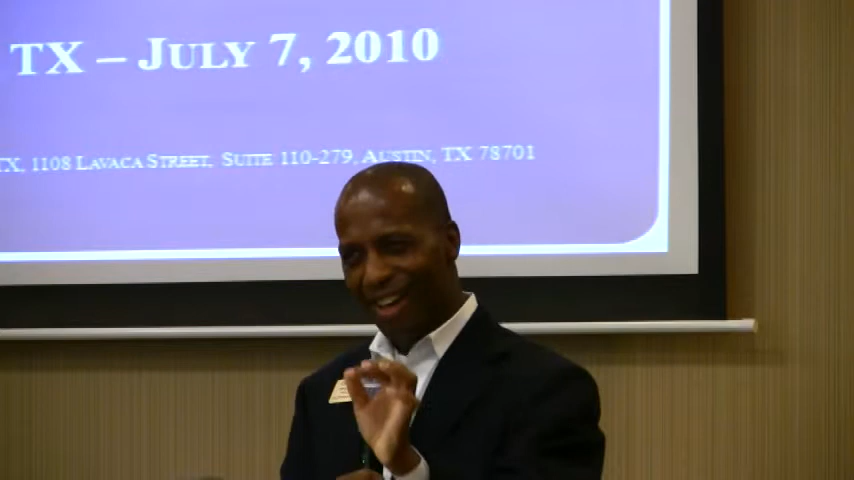 TX – JULY 7, 2010
TX, 1108 LAVACA STREET, SUITE 110-279, AUSTIN, TX 78701